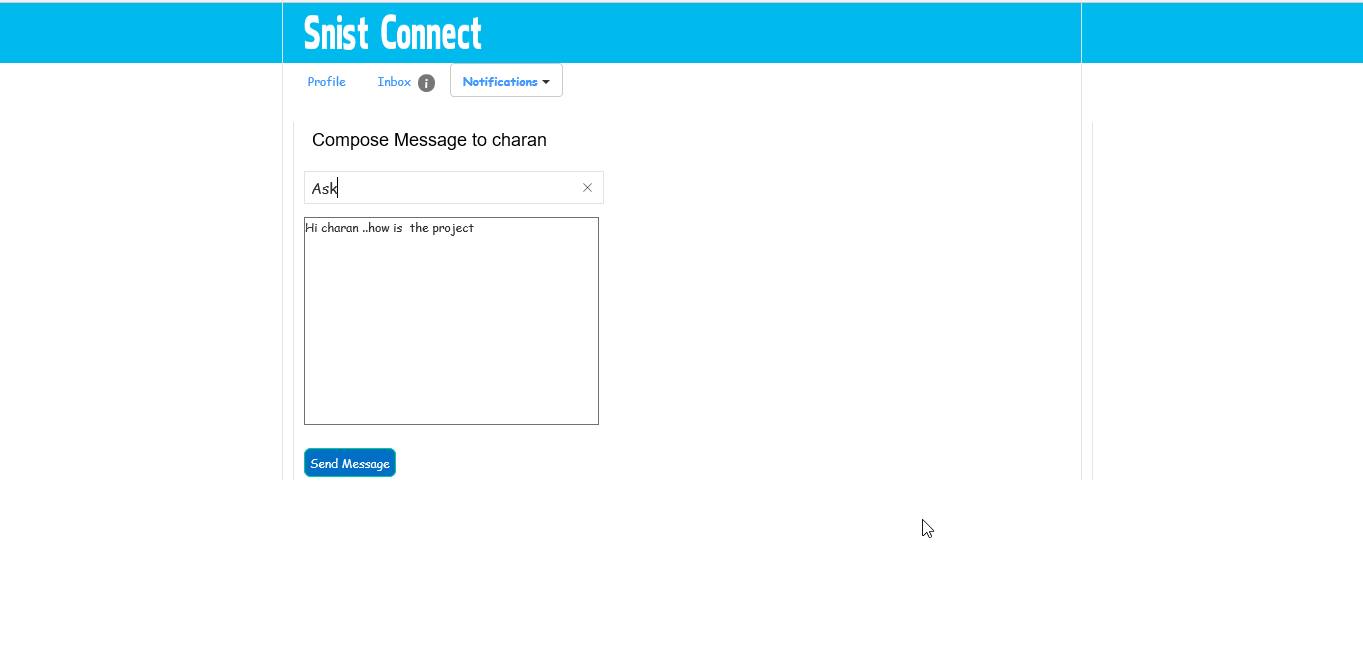 Snist Connect
Profile Inbox i Notifications
Compose Message to charan
Ask
Hi charan ..how is  the project
Send Message